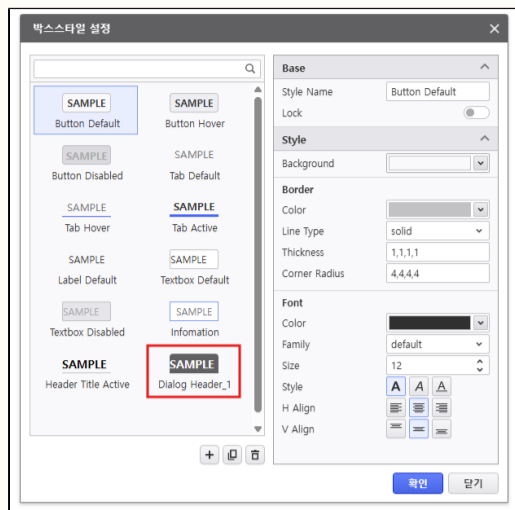 박스스타일 설정
SAMPLE
Button Default
SAMPLE
Button Hover
SAMPLE
Button Disabled
SAMPLE
Tab Default
SAMPLE
Tab Hover
SAMPLE
Tab Active
SAMPLE
Label Default
SAMPLE
Textbox Default
SAMPLE
Textbox Disabled
SAMPLE
Infomation
SAMPLE
Header Title Active
SAMPLE
Dialog Header_1
Base
Style Name Button Default
Lock
Style
Background
Border
Color
Line Type solid
Thickness 1,1,1,1
Corner Radius 4,4,4,4
Font
Color
Family default
Size 12
Style A A A
H Align
V Align
확인 닫기